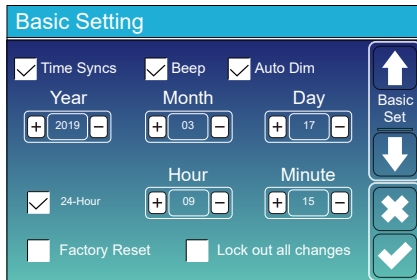 Basic Setting
Time Syncs Beep Auto Dim
Year Month Day
+ 2019 − + 03 − + 17 −
Basic
Set
Hour Minute
24-Hour + 09 − + 15 −
Factory Reset Lock out all changes